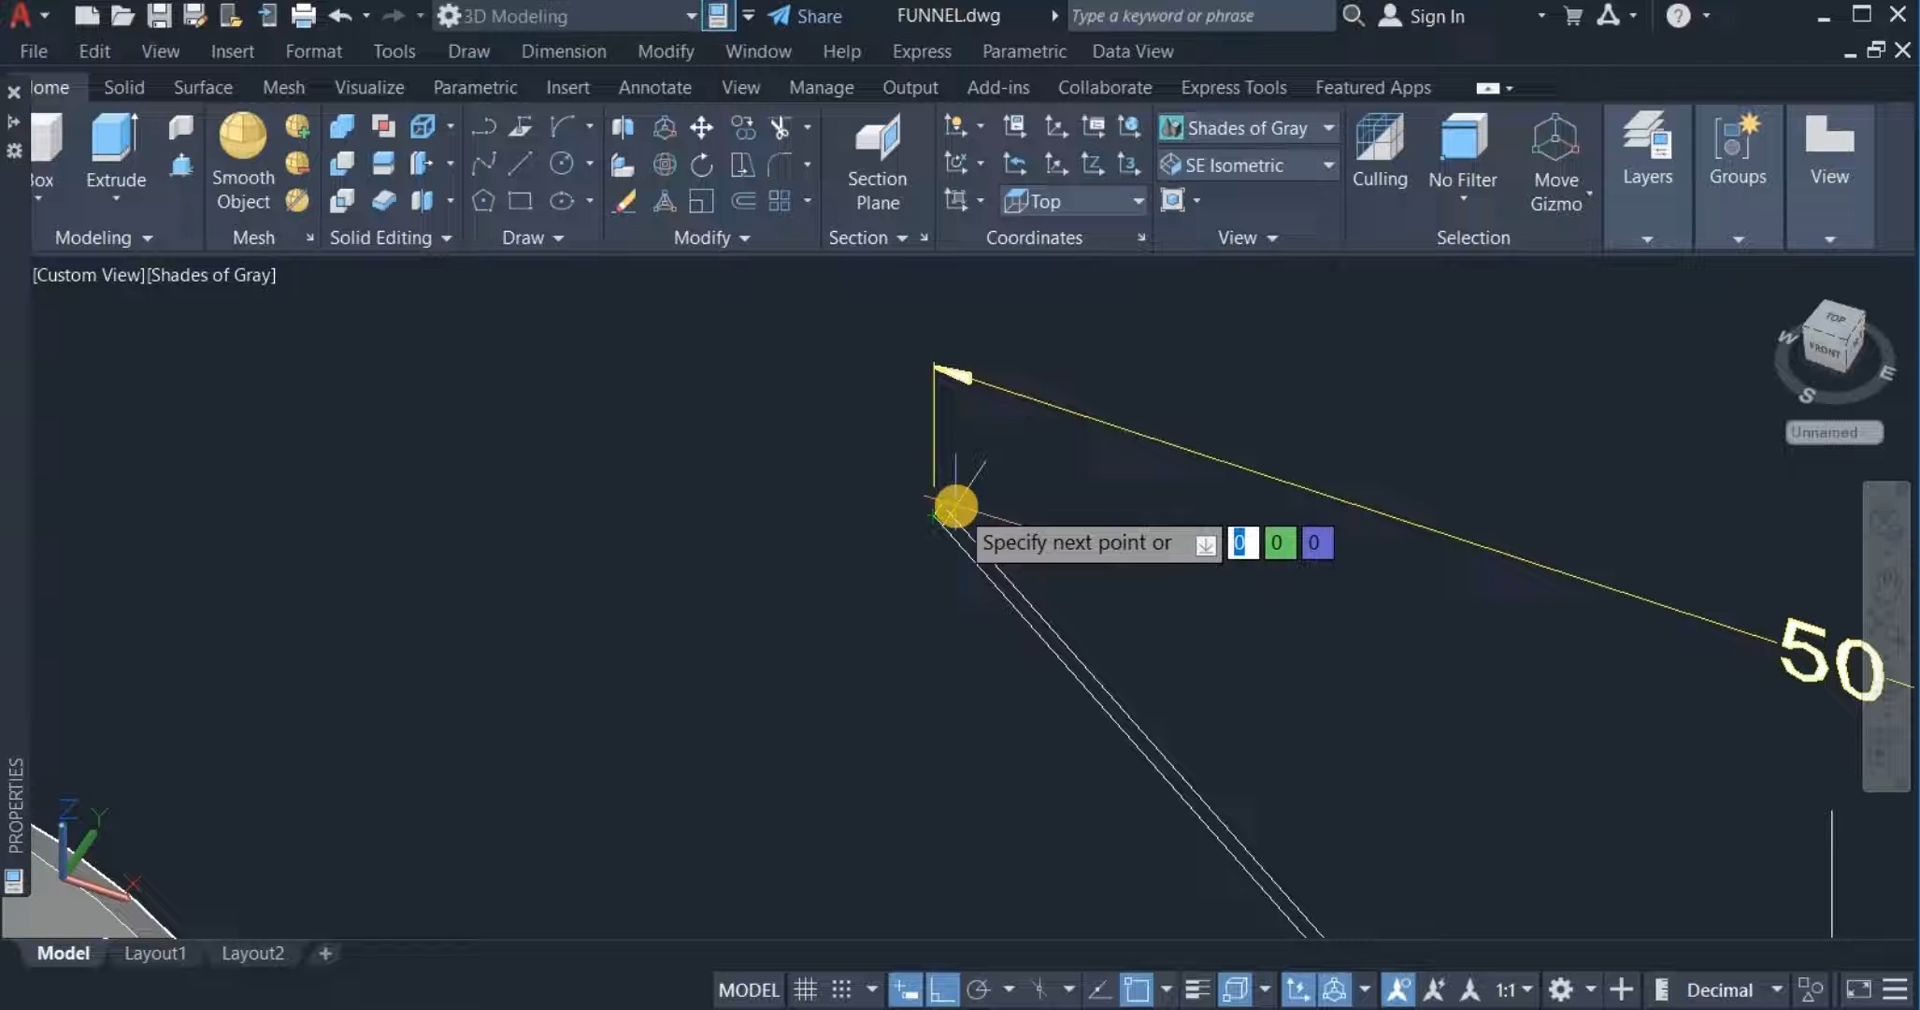 3D Modeling Share FUNNEL.dwg Type a keyword or phrase Sign In
File Edit View Insert Format Tools Draw Dimension Modify Window Help Express Parametric Data View
ome Solid Surface Mesh Visualize Parametric Insert Annotate View Manage Output Add-ins Collaborate Express Tools Featured Apps
Shades of Gray
SE Isometric
Top
ox Extrude Smooth Object Section Plane Culling No Filter Move Gizmo Layers Groups View
Modeling Mesh Solid Editing Draw Modify Section Coordinates View Selection
[Custom View][Shades of Gray]
TOP
FRONT
W
E
S
Unnamed
Specify next point or 0 0 0
50
PROPERTIES
Z Y
X
Model Layout1 Layout2 +
MODEL 1:1 Decimal